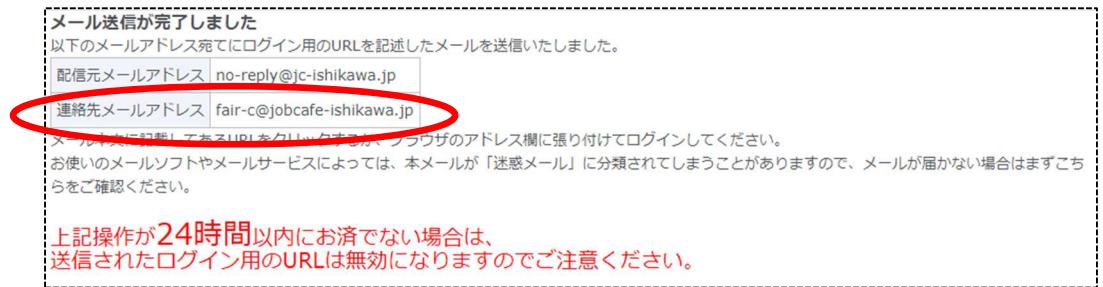 メール送信が完了しました
以下のメールアドレス宛てにログイン用のURLを記述したメールを送信いたしました。
配信元メールアドレス no-reply@jc-ishikawa.jp
連絡先メールアドレス fair-c@jobcafe-ishikawa.jp
メール本文に記載してあるURLをクリックするか、ブラウザのアドレス欄に張り付けてログインしてください。
お使いのメールソフトやメールサービスによっては、本メールが「迷惑メール」に分類されてしまうことがありますので、メールが届かない場合はまずこち
らをご確認ください。
上記操作が24時間以内にお済でない場合は、
送信されたログイン用のURLは無効になりますのでご注意ください。